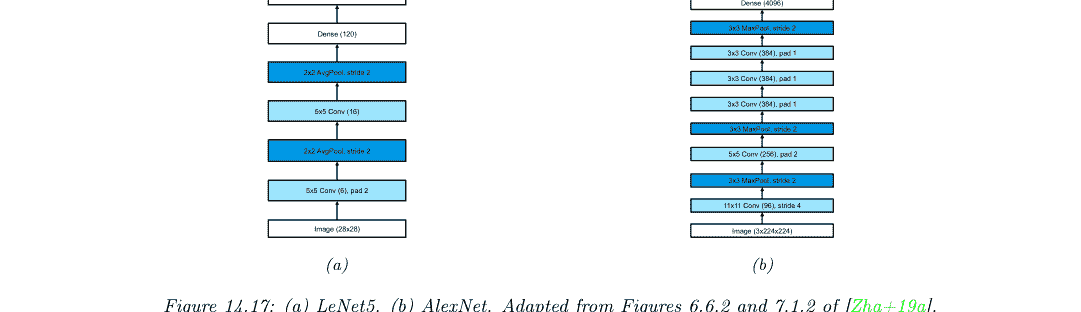 Dense (120)
2x2 AvgPool, stride 2
5x5 Conv (16)
2x2 AvgPool, stride 2
5x5 Conv (6), pad 2
Image (28x28)
(a)
Dense (4096)
3x3 MaxPool, stride 2
3x3 Conv (384), pad 1
3x3 Conv (384), pad 1
3x3 Conv (384), pad 1
3x3 MaxPool, stride 2
5x5 Conv (256), pad 2
3x3 MaxPool, stride 2
11x11 Conv (96), stride 4
Image (3x224x224)
(b)
Figure 14.17: (a) LeNet5. (b) AlexNet. Adapted from Figures 6.6.2 and 7.1.2 of [Zha+19a].